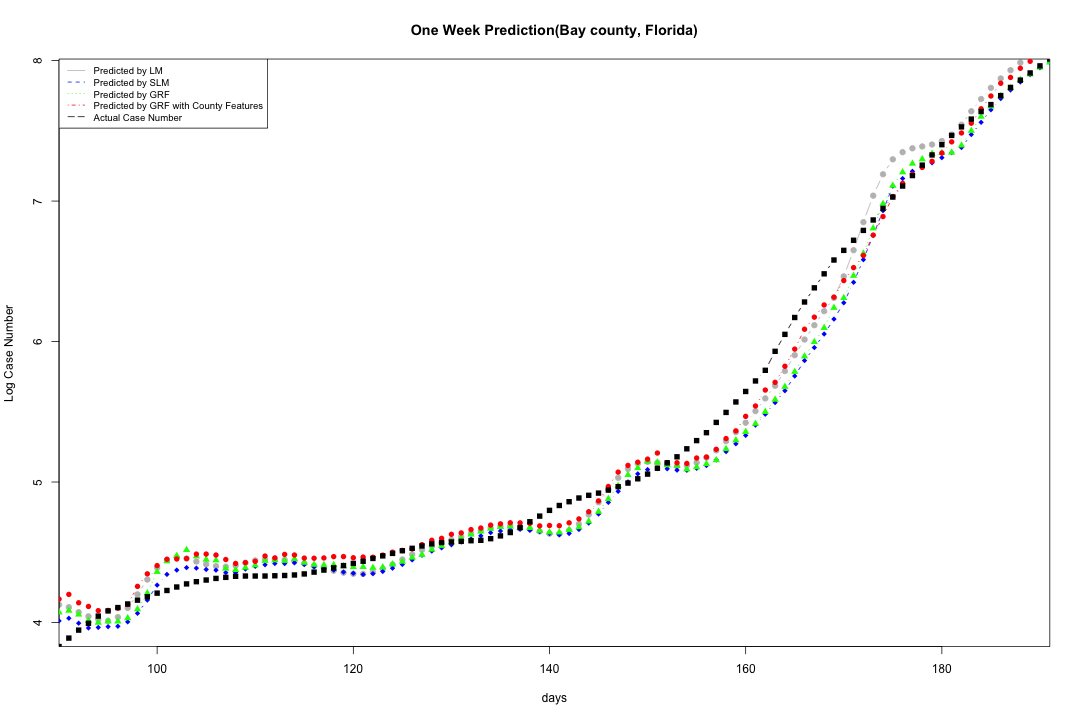 One Week Prediction(Bay county, Florida)
Predicted by LM
Predicted by SLM
Predicted by GRF
Predicted by GRF with County Features
Actual Case Number
8
7
6
5
4
Log Case Number
100
120
140
160
180
days